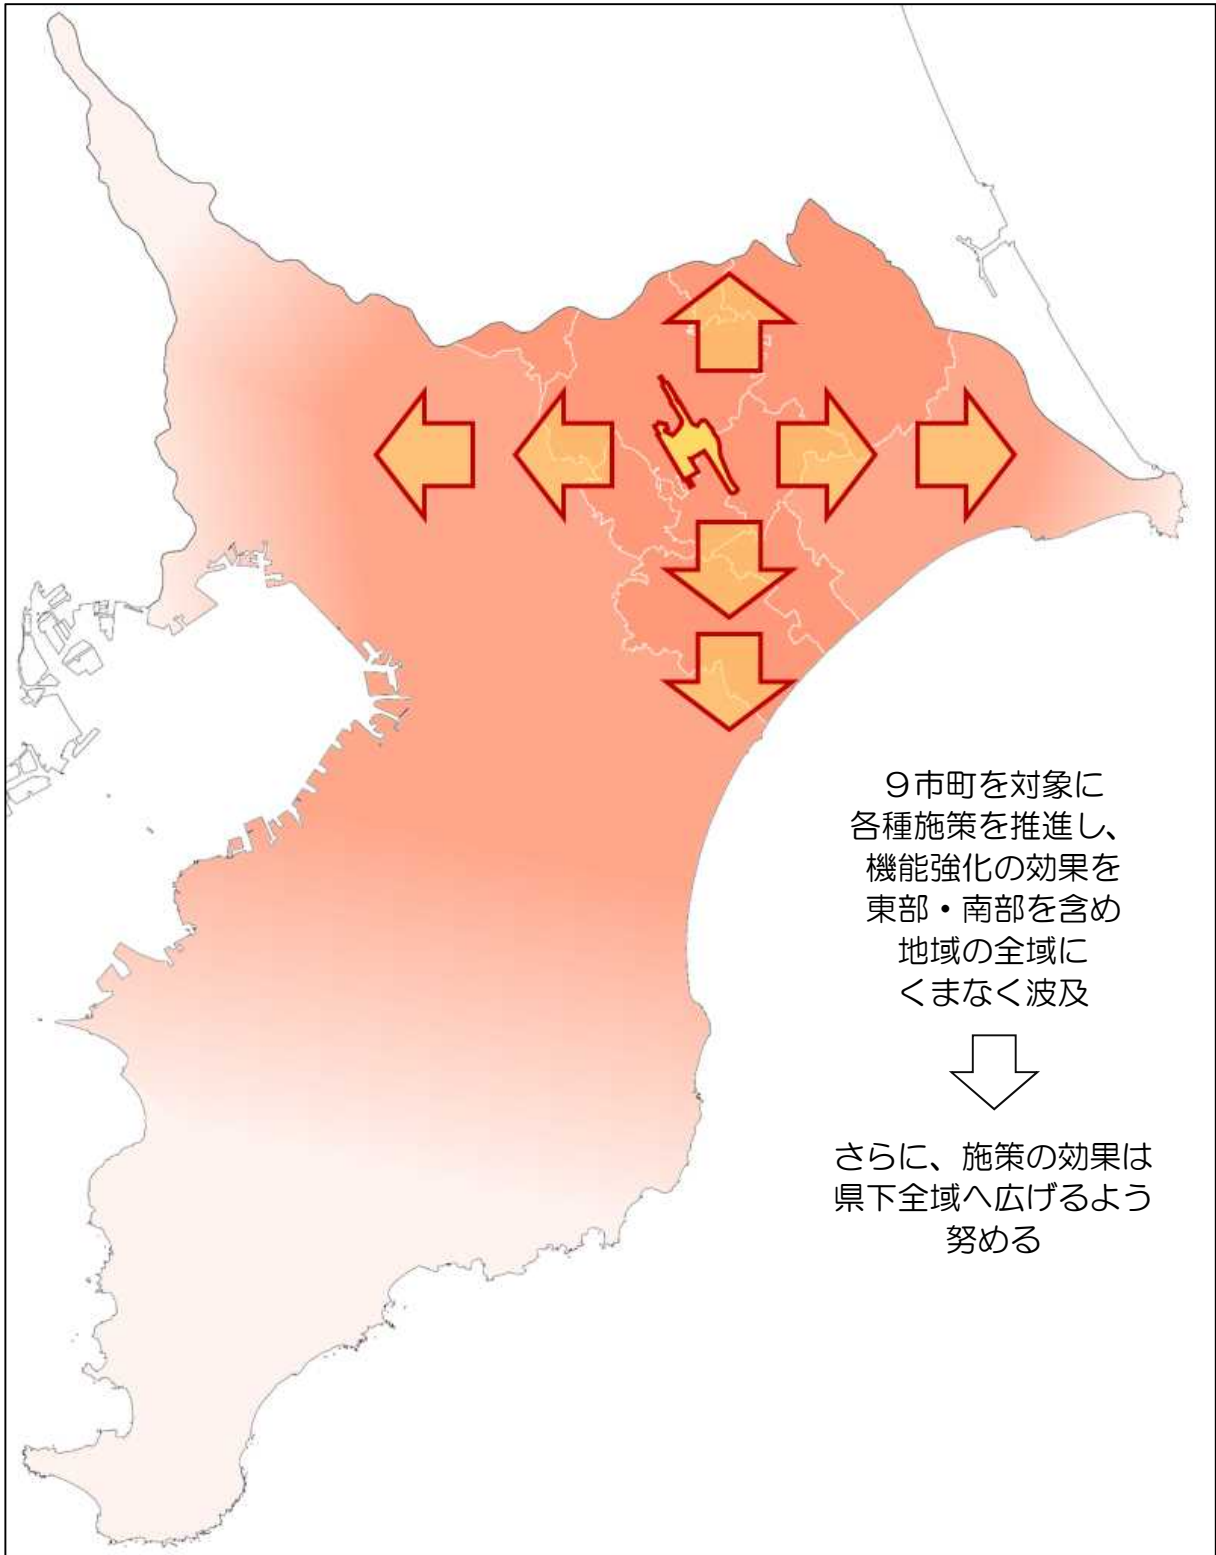 ９市町を対象に
各種施策を推進し、
機能強化の効果を
東部・南部を含め
地域の全域に
くまなく波及
さらに、施策の効果は
県下全域へ広げるよう
努める